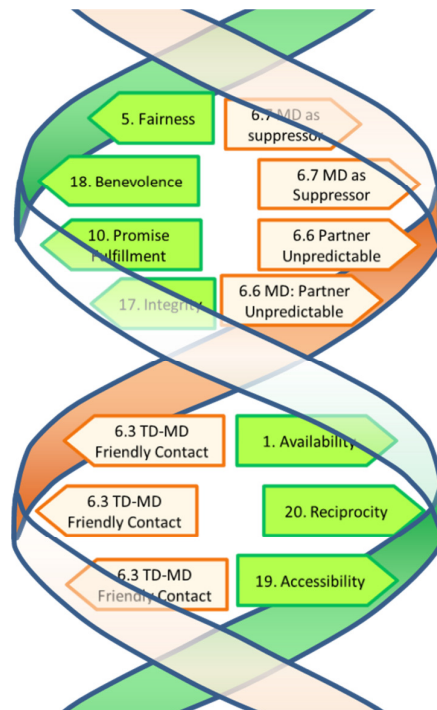 5. Fairness
6.7 MD as
suppressor
18. Benevolence
6.7 MD as
Suppressor
10. Promise
Fulfillment
6.6 Partner
Unpredictable
17. Integrity
6.6 MD: Partner
Unpredictable
6.3 TD-MD
Friendly Contact
1. Availability
6.3 TD-MD
Friendly Contact
20. Reciprocity
6.3 TD-MD
Friendly Contact
19. Accessibility